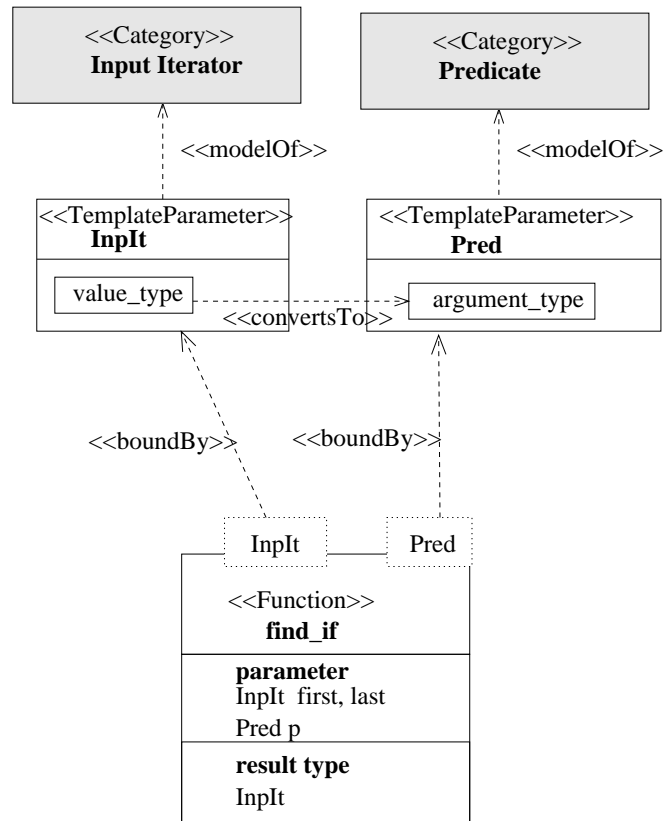 <<Category>>
Input Iterator
<<Category>>
Predicate
<<modelOf>>
<<modelOf>>
<<TemplateParameter>>
InpIt
<<TemplateParameter>>
Pred
value_type
argument_type
<<convertsTo>>
<<boundBy>>
<<boundBy>>
InpIt
Pred
<<Function>>
find_if
parameter
InpIt first, last
Pred p
result type
InpIt